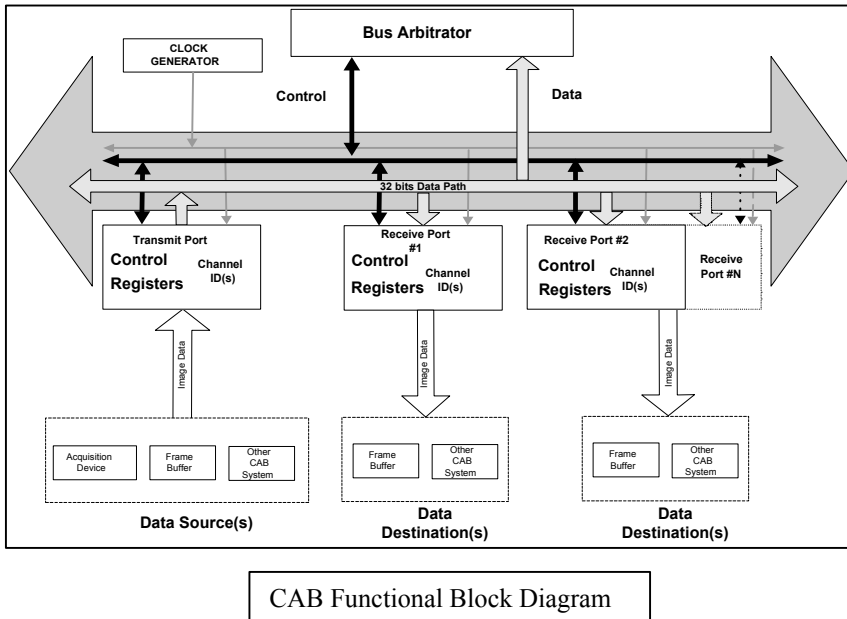 Bus Arbitrator
CLOCK
GENERATOR
Control
Data
32 bits Data Path
Transmit Port
Control
Registers
Channel
ID(s)
Receive Port
#1
Control
Registers
Channel
ID(s)
Receive Port #2
Control
Registers
Channel
ID(s)
Receive
Port #N
Image Data
Image Data
Image Data
Acquisition
Device
Frame
Buffer
Other
CAB
System
Frame
Buffer
Other
CAB
System
Frame
Buffer
Other
CAB
System
Data Source(s)
Data
Destination(s)
Data
Destination(s)
CAB Functional Block Diagram